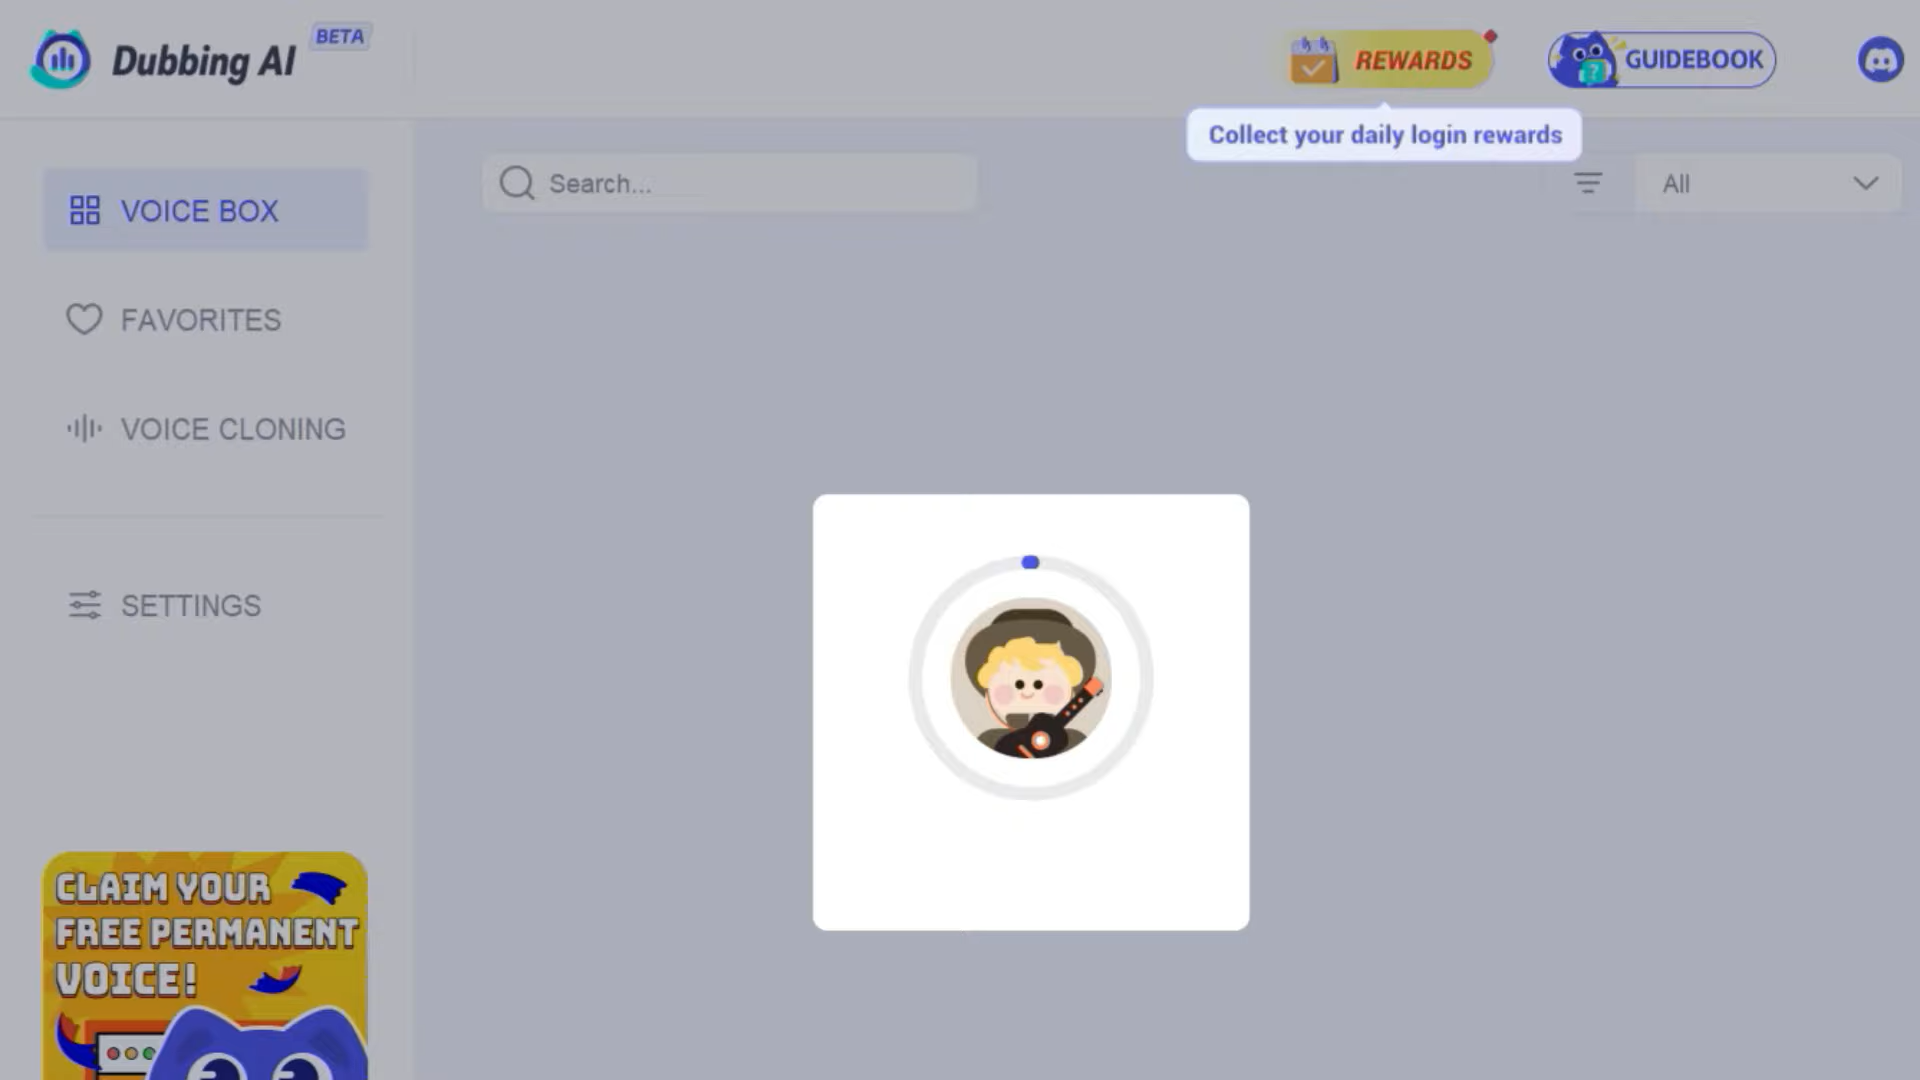 Dubbing AI
BETA
REWARDS
GUIDEBOOK
Collect your daily login rewards
Search...
All
VOICE BOX
FAVORITES
VOICE CLONING
SETTINGS
CLAIM YOUR
FREE PERMANENT
VOICE!